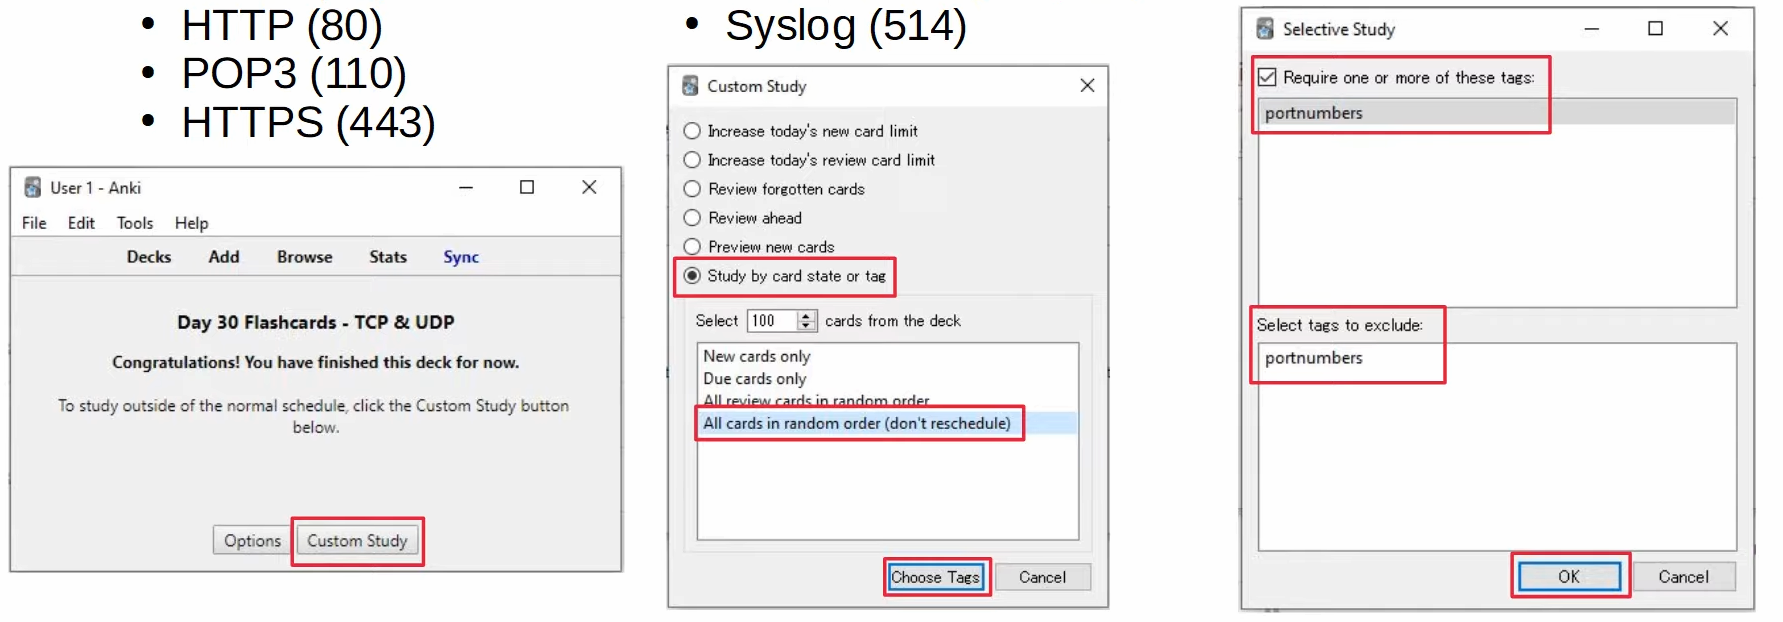 • HTTP (80)
• POP3 (110)
• HTTPS (443)
User 1 - Anki
File Edit Tools Help
Decks Add Browse Stats Sync
Day 30 Flashcards - TCP & UDP
Congratulations! You have finished this deck for now.
To study outside of the normal schedule, click the Custom Study button
below.
Options Custom Study
• Syslog (514)
Custom Study
Increase today's new card limit
Increase today's review card limit
Review forgotten cards
Review ahead
Preview new cards
Study by card state or tag
Select 100 cards from the deck
New cards only
Due cards only
All review cards in random order
All cards in random order (don't reschedule)
Choose Tags Cancel
Selective Study
Require one or more of these tags:
portnumbers
Select tags to exclude:
portnumbers
OK Cancel